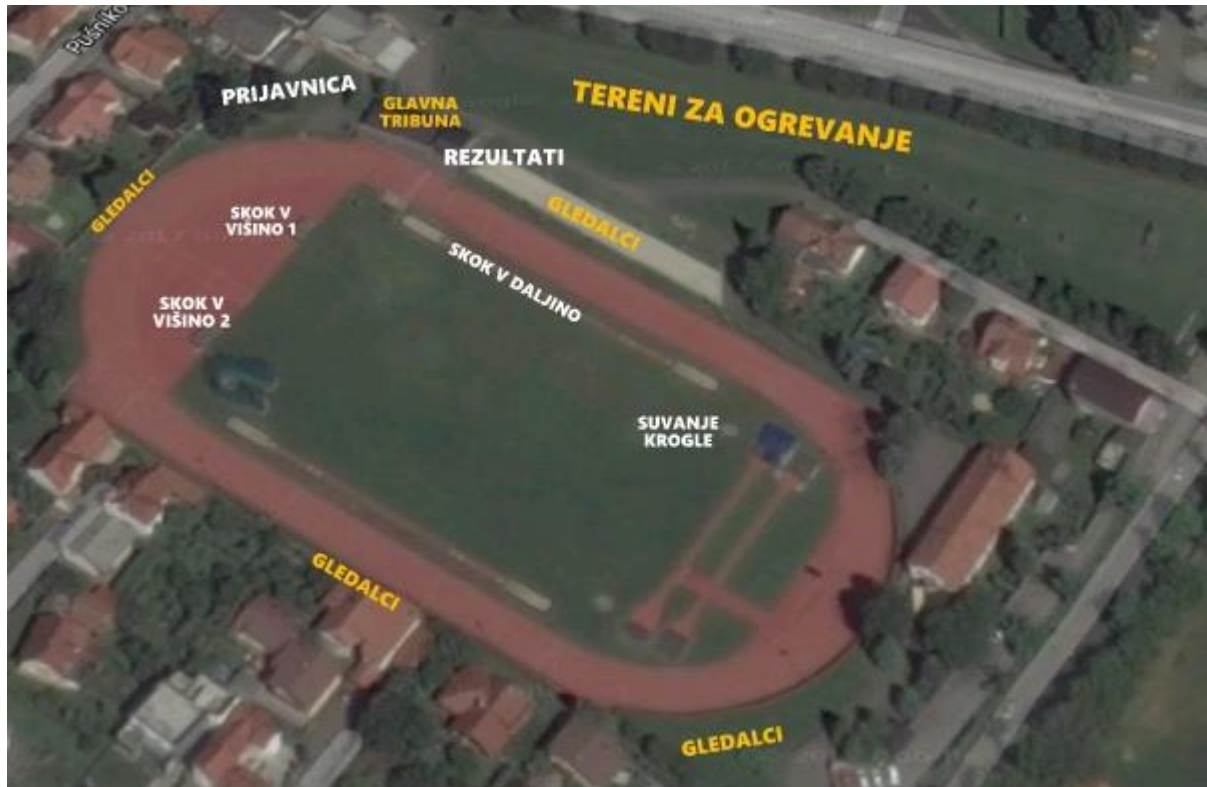 Pušniko
PRIJAVNICA
GLAVNA
TRIBUNA
TERENI ZA OGREVANJE
REZULTATI
GLEDALCI
GLEDALCI
SKOK V
VIŠINO 1
SKOK V DALJINO
SKOK V
VIŠINO 2
SUVANJE
KROGLE
GLEDALCI
GLEDALCI